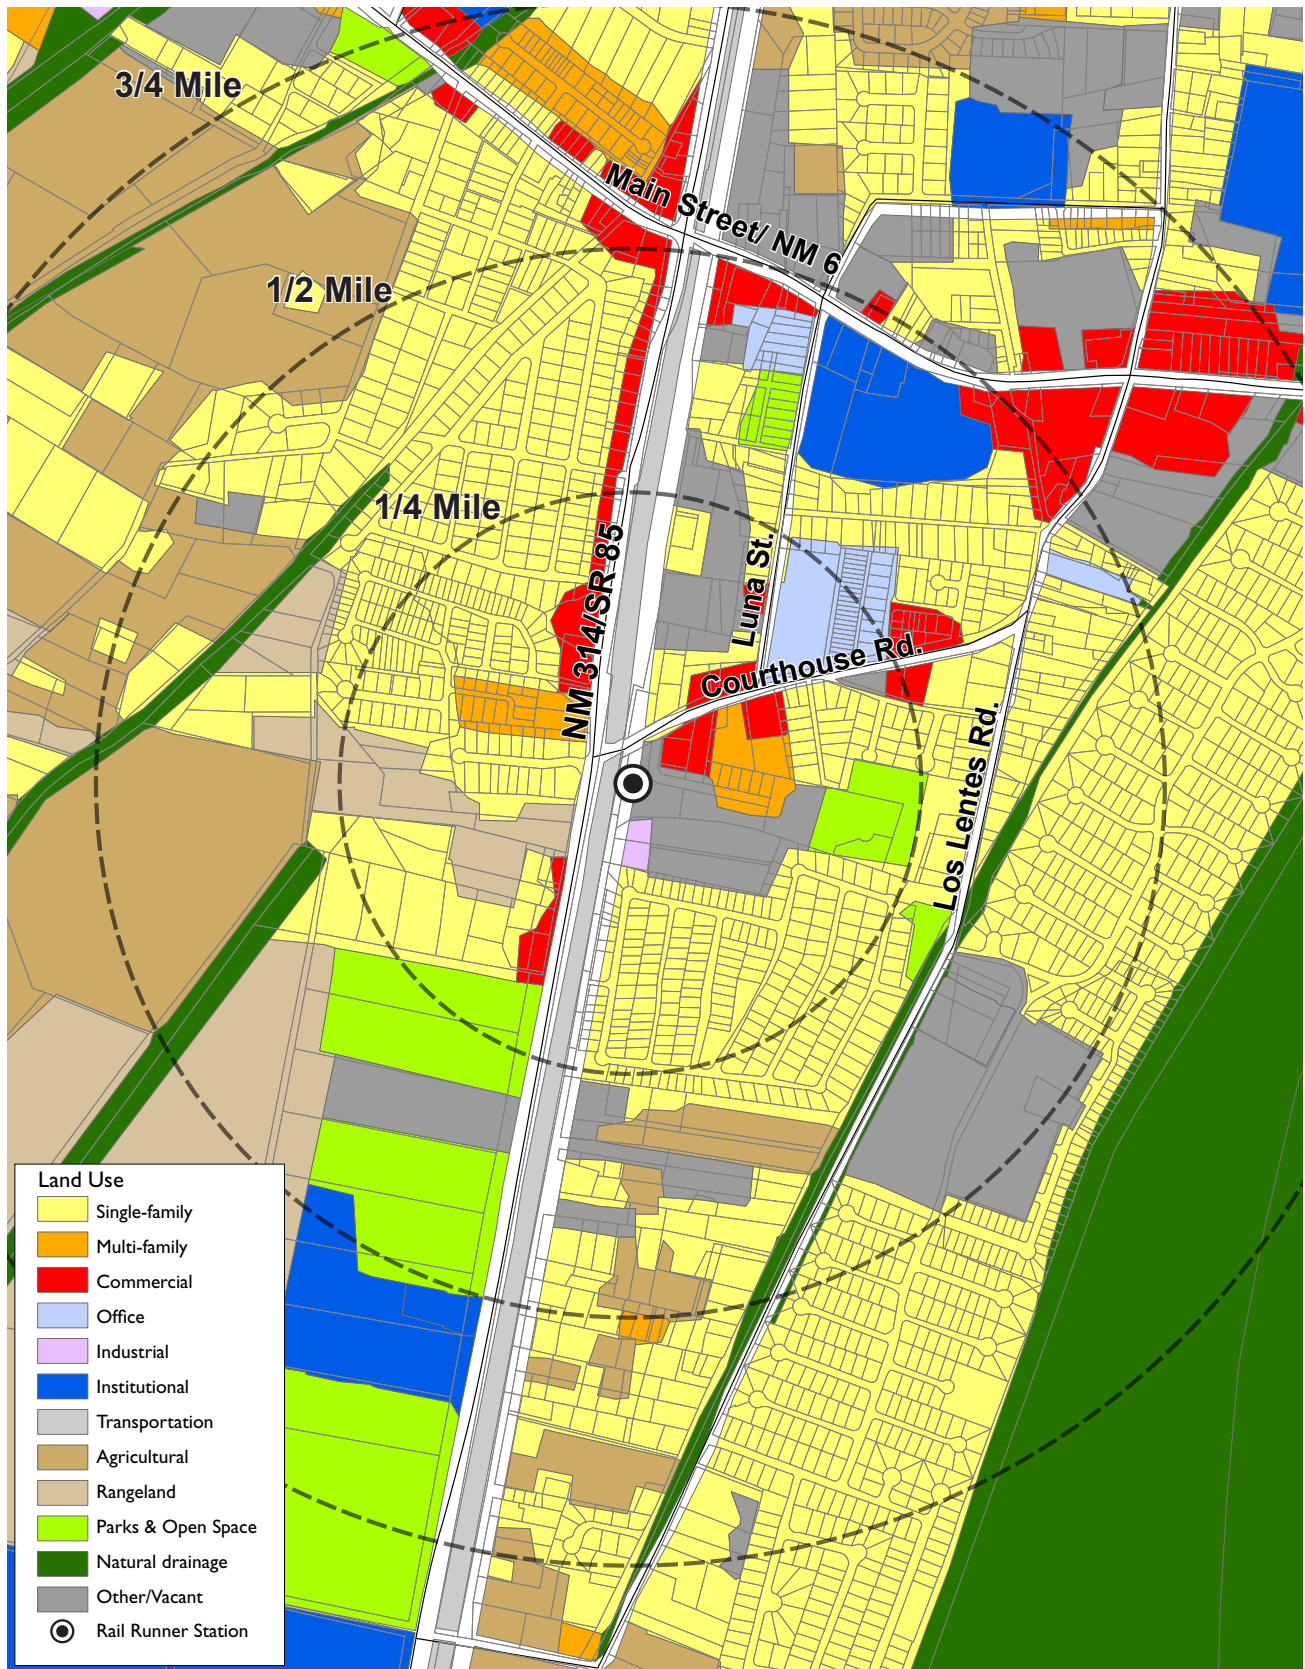 3/4 Mile
Main Street/ NM 6
1/2 Mile
1/4 Mile
NM 314/SR 85
Luna St.
Courthouse Rd.
Los Lentes Rd.
Land Use
Single-family
Multi-family
Commercial
Office
Industrial
Institutional
Transportation
Agricultural
Rangeland
Parks & Open Space
Natural drainage
Other/Vacant
Rail Runner Station